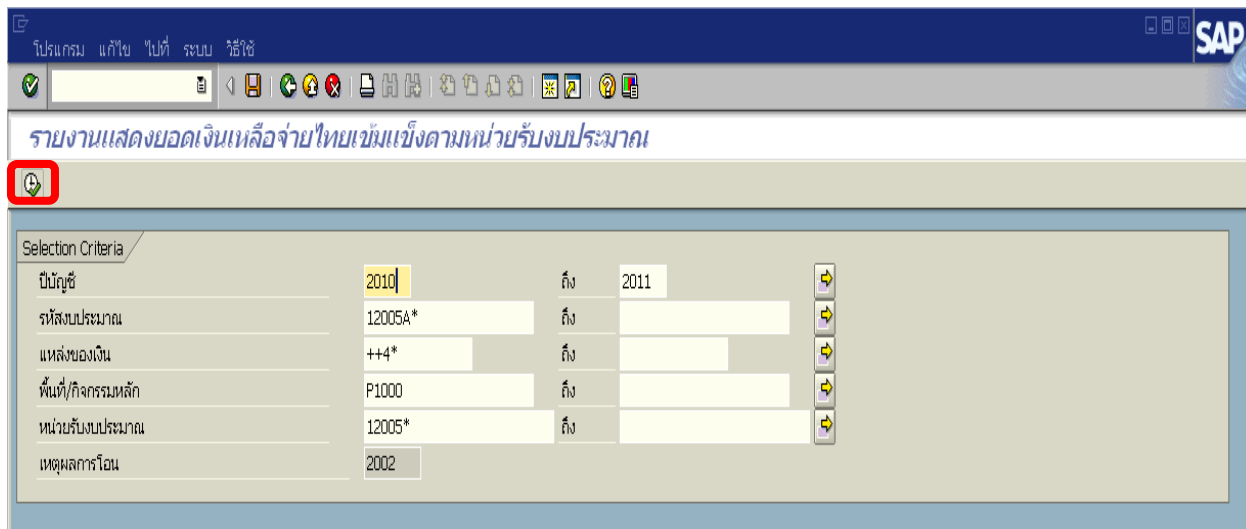 โปรแกรม แก้ไข ไปที่ ระบบ วิธีใช้
SAP
รายงานแสดงยอดเงินเหลือจ่ายไทยเข้มแข็งตามหน่วยรับงบประมาณ
Selection Criteria
ปีบัญชี 2010 ถึง 2011
รหัสงบประมาณ 12005A* ถึง
แหล่งของเงิน ++4* ถึง
พื้นที่/กิจกรรมหลัก P1000 ถึง
หน่วยรับงบประมาณ 12005* ถึง
เหตุผลการโอน 2002